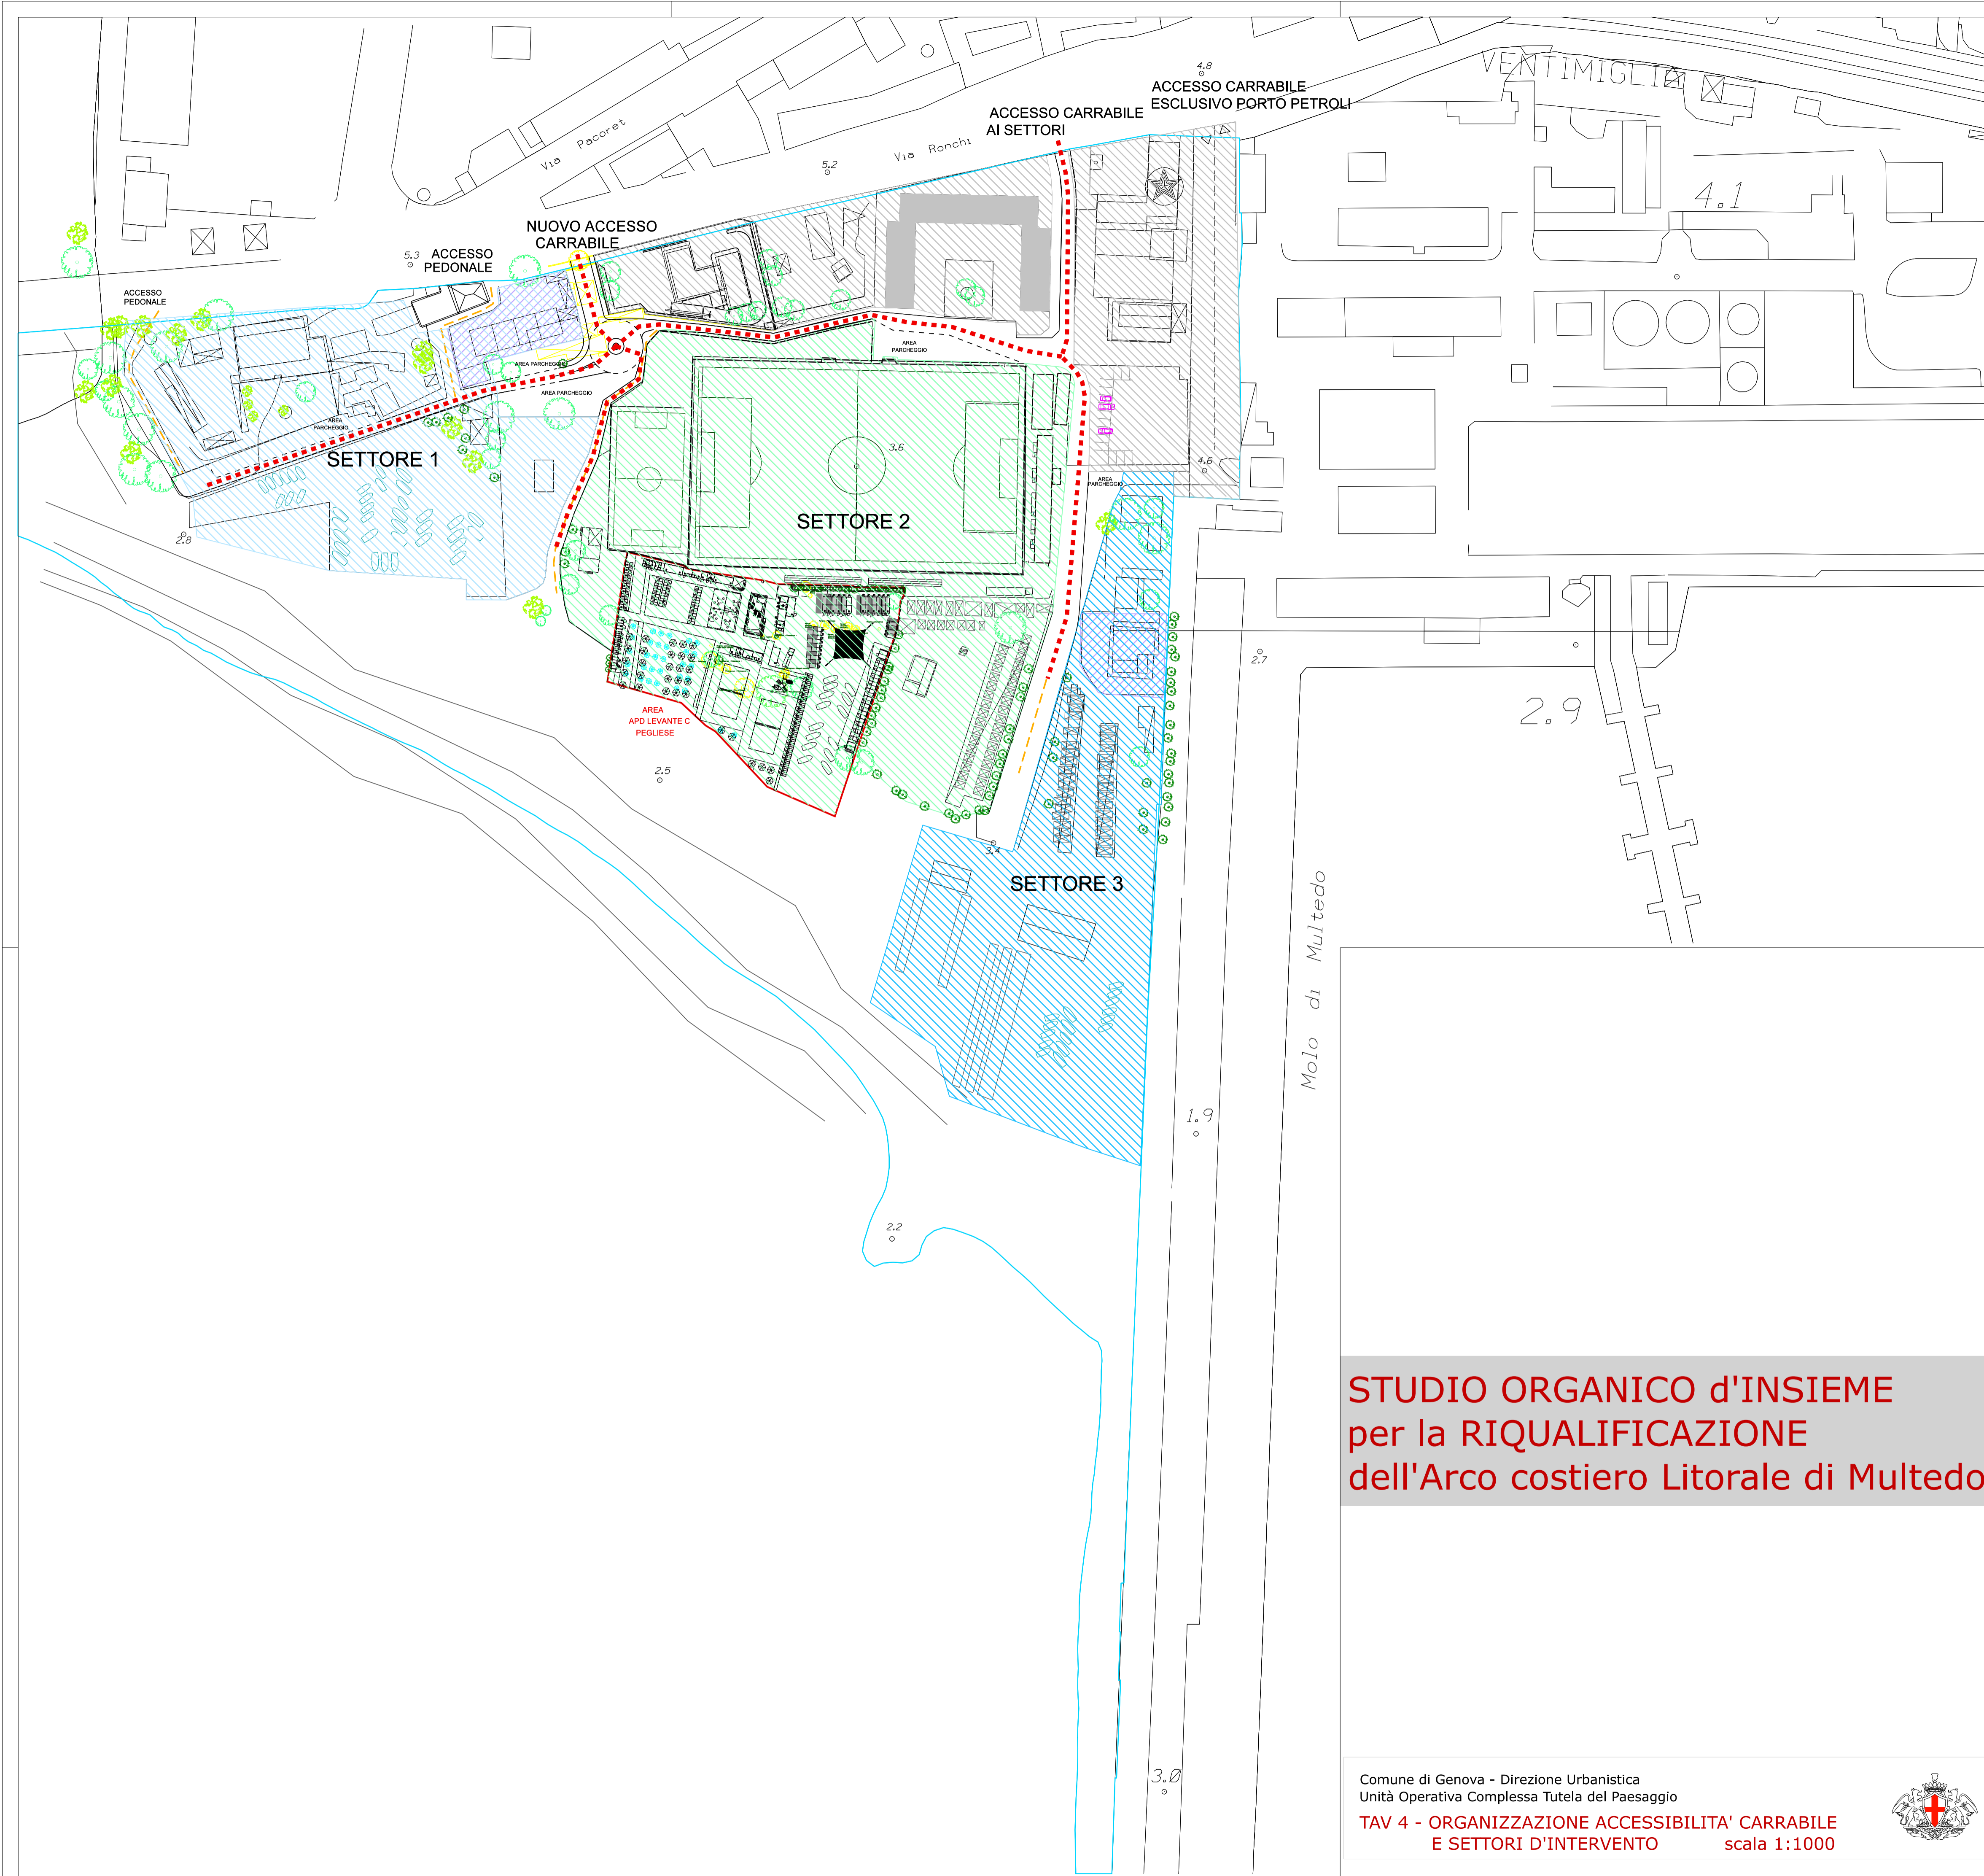 4.8
ACCESSO CARRABILE
ESCLUSIVO PORTO PETROLI
VENTIMIGLIA
ACCESSO CARRABILE
AI SETTORI
Via Pacoret
Via Ronchi
5.2
4.1
NUOVO ACCESSO
CARRABILE
5.3
ACCESSO
PEDONALE
ACCESSO
PEDONALE
AREA
PARCHEGGIO
AREA PARCHEGGIO
AREA PARCHEGGIO
AREA
PARCHEGGIO
SETTORE 1
3.6
4.6
AREA
PARCHEGGIO
SETTORE 2
2.8
2.7
AREA
APD LEVANTE C
PEGLIESE
2.9
2.5
3.4
SETTORE 3
Molo di Multedo
1.9
2.2
STUDIO ORGANICO d'INSIEME
per la RIQUALIFICAZIONE
dell'Arco costiero Litorale di Multedo
3.0
Comune di Genova - Direzione Urbanistica
Unità Operativa Complessa Tutela del Paesaggio
TAV 4 - ORGANIZZAZIONE ACCESSIBILITA' CARRABILE
E SETTORI D'INTERVENTO scala 1:1000